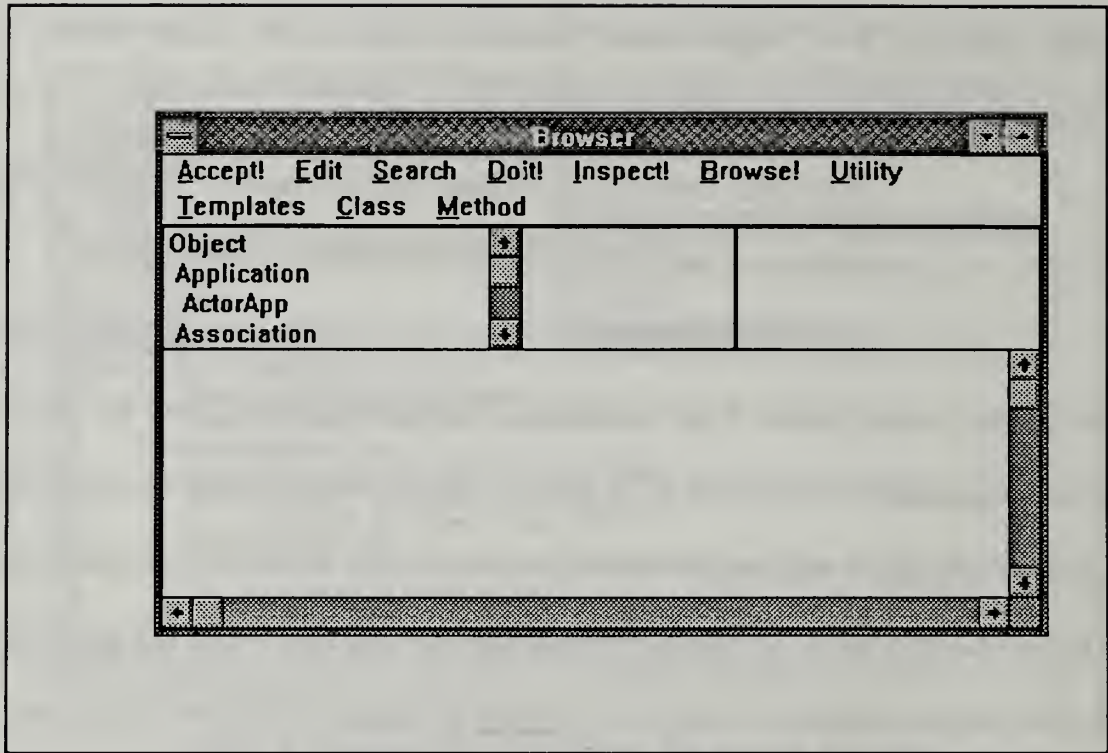 Browser
Accept! Edit Search Doit! Inspect! Browse! Utility
Templates Class Method
Object
Application
ActorApp
Association